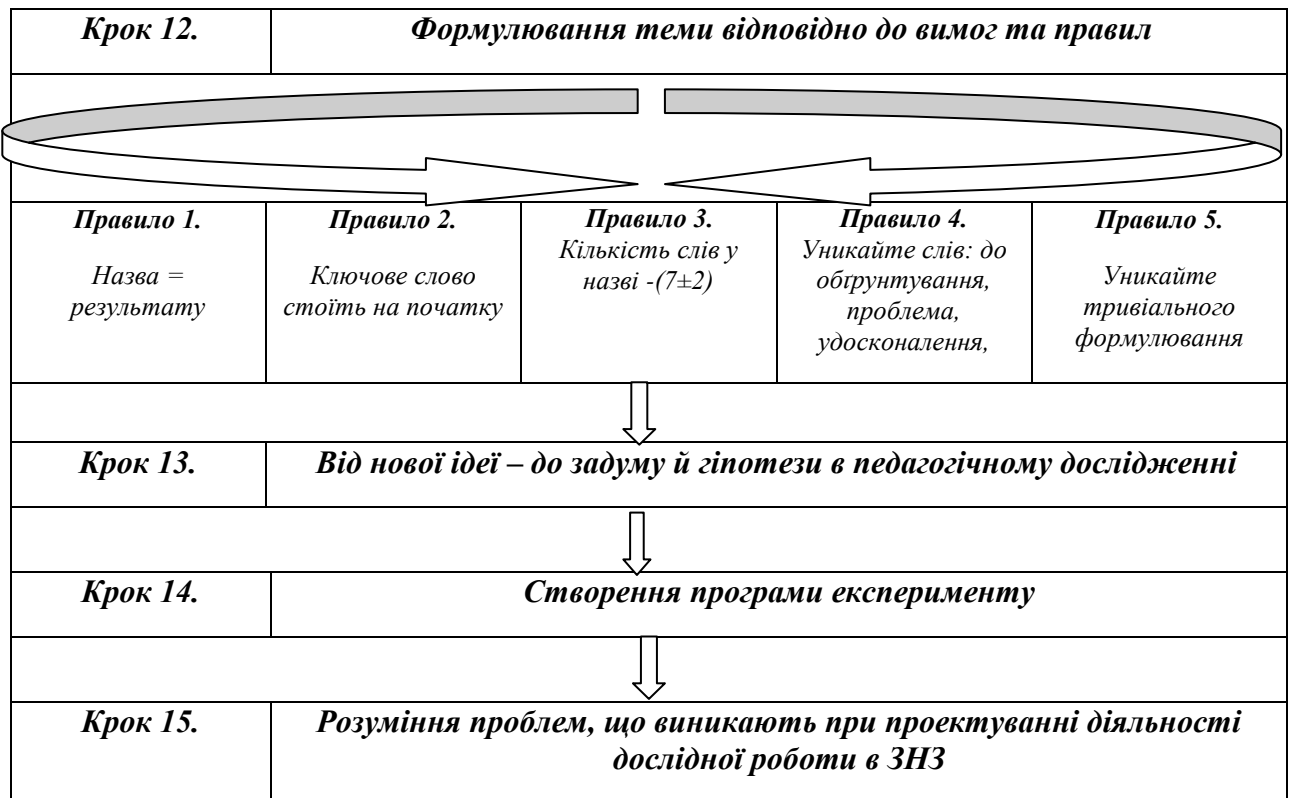 Крок 12.
Формулювання теми відповідно до вимог та правил
Правило 1.
Назва =
результату
Правило 2.
Ключове слово
стоїть на початку
Правило 3.
Кількість слів у
назві -(7±2)
Правило 4.
Уникайте слів: до
обґрунтування,
проблема,
удосконалення,
Правило 5.
Уникайте
тривіального
формулювання
Крок 13.
Від нової ідеї – до задуму й гіпотези в педагогічному дослідженні
Крок 14.
Створення програми експерименту
Крок 15.
Розуміння проблем, що виникають при проектуванні діяльності
дослідної роботи в ЗНЗ